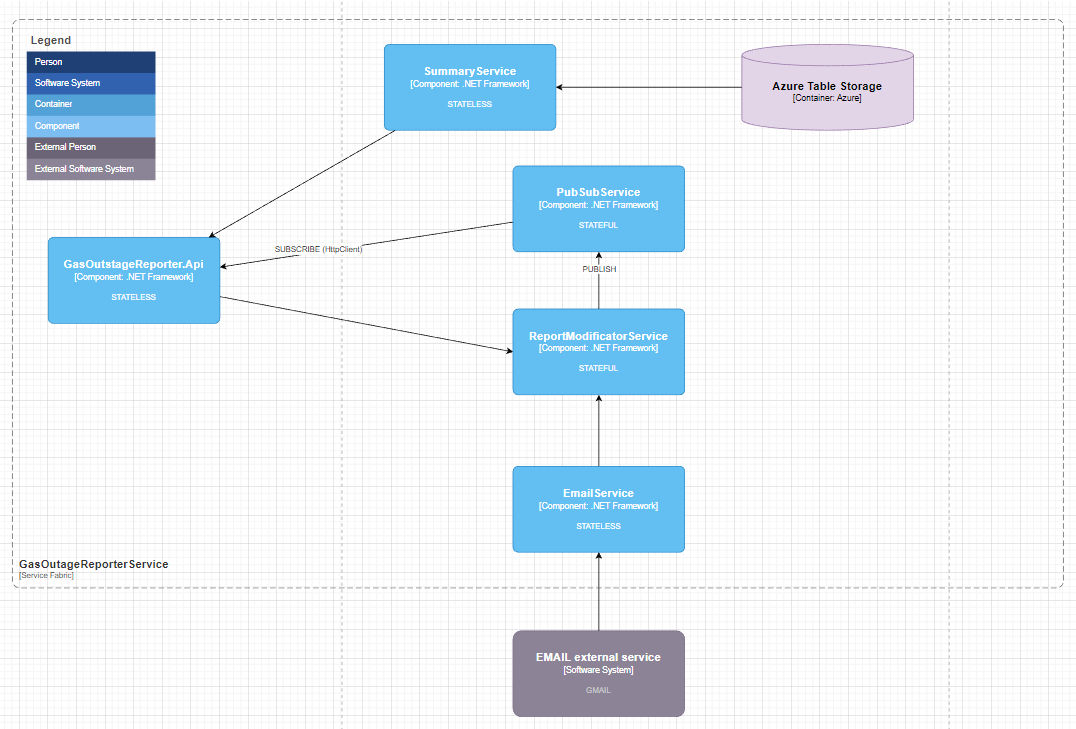 Legend
Person
Software System
Container
Component
External Person
External Software System
SummaryService
[Component: .NET Framework]
STATELESS
Azure Table Storage
[Container: Azure]
PubSubService
[Component: .NET Framework]
STATEFUL
SUBSCRIBE (HttpClient)
GasOutstageReporter.Api
[Component: .NET Framework]
STATELESS
PUBLISH
ReportModificatorService
[Component: .NET Framework]
STATEFUL
EmailService
[Component: .NET Framework]
STATELESS
GasOutageReporterService
[Service Fabric]
EMAIL external service
[Software System]
GMAIL